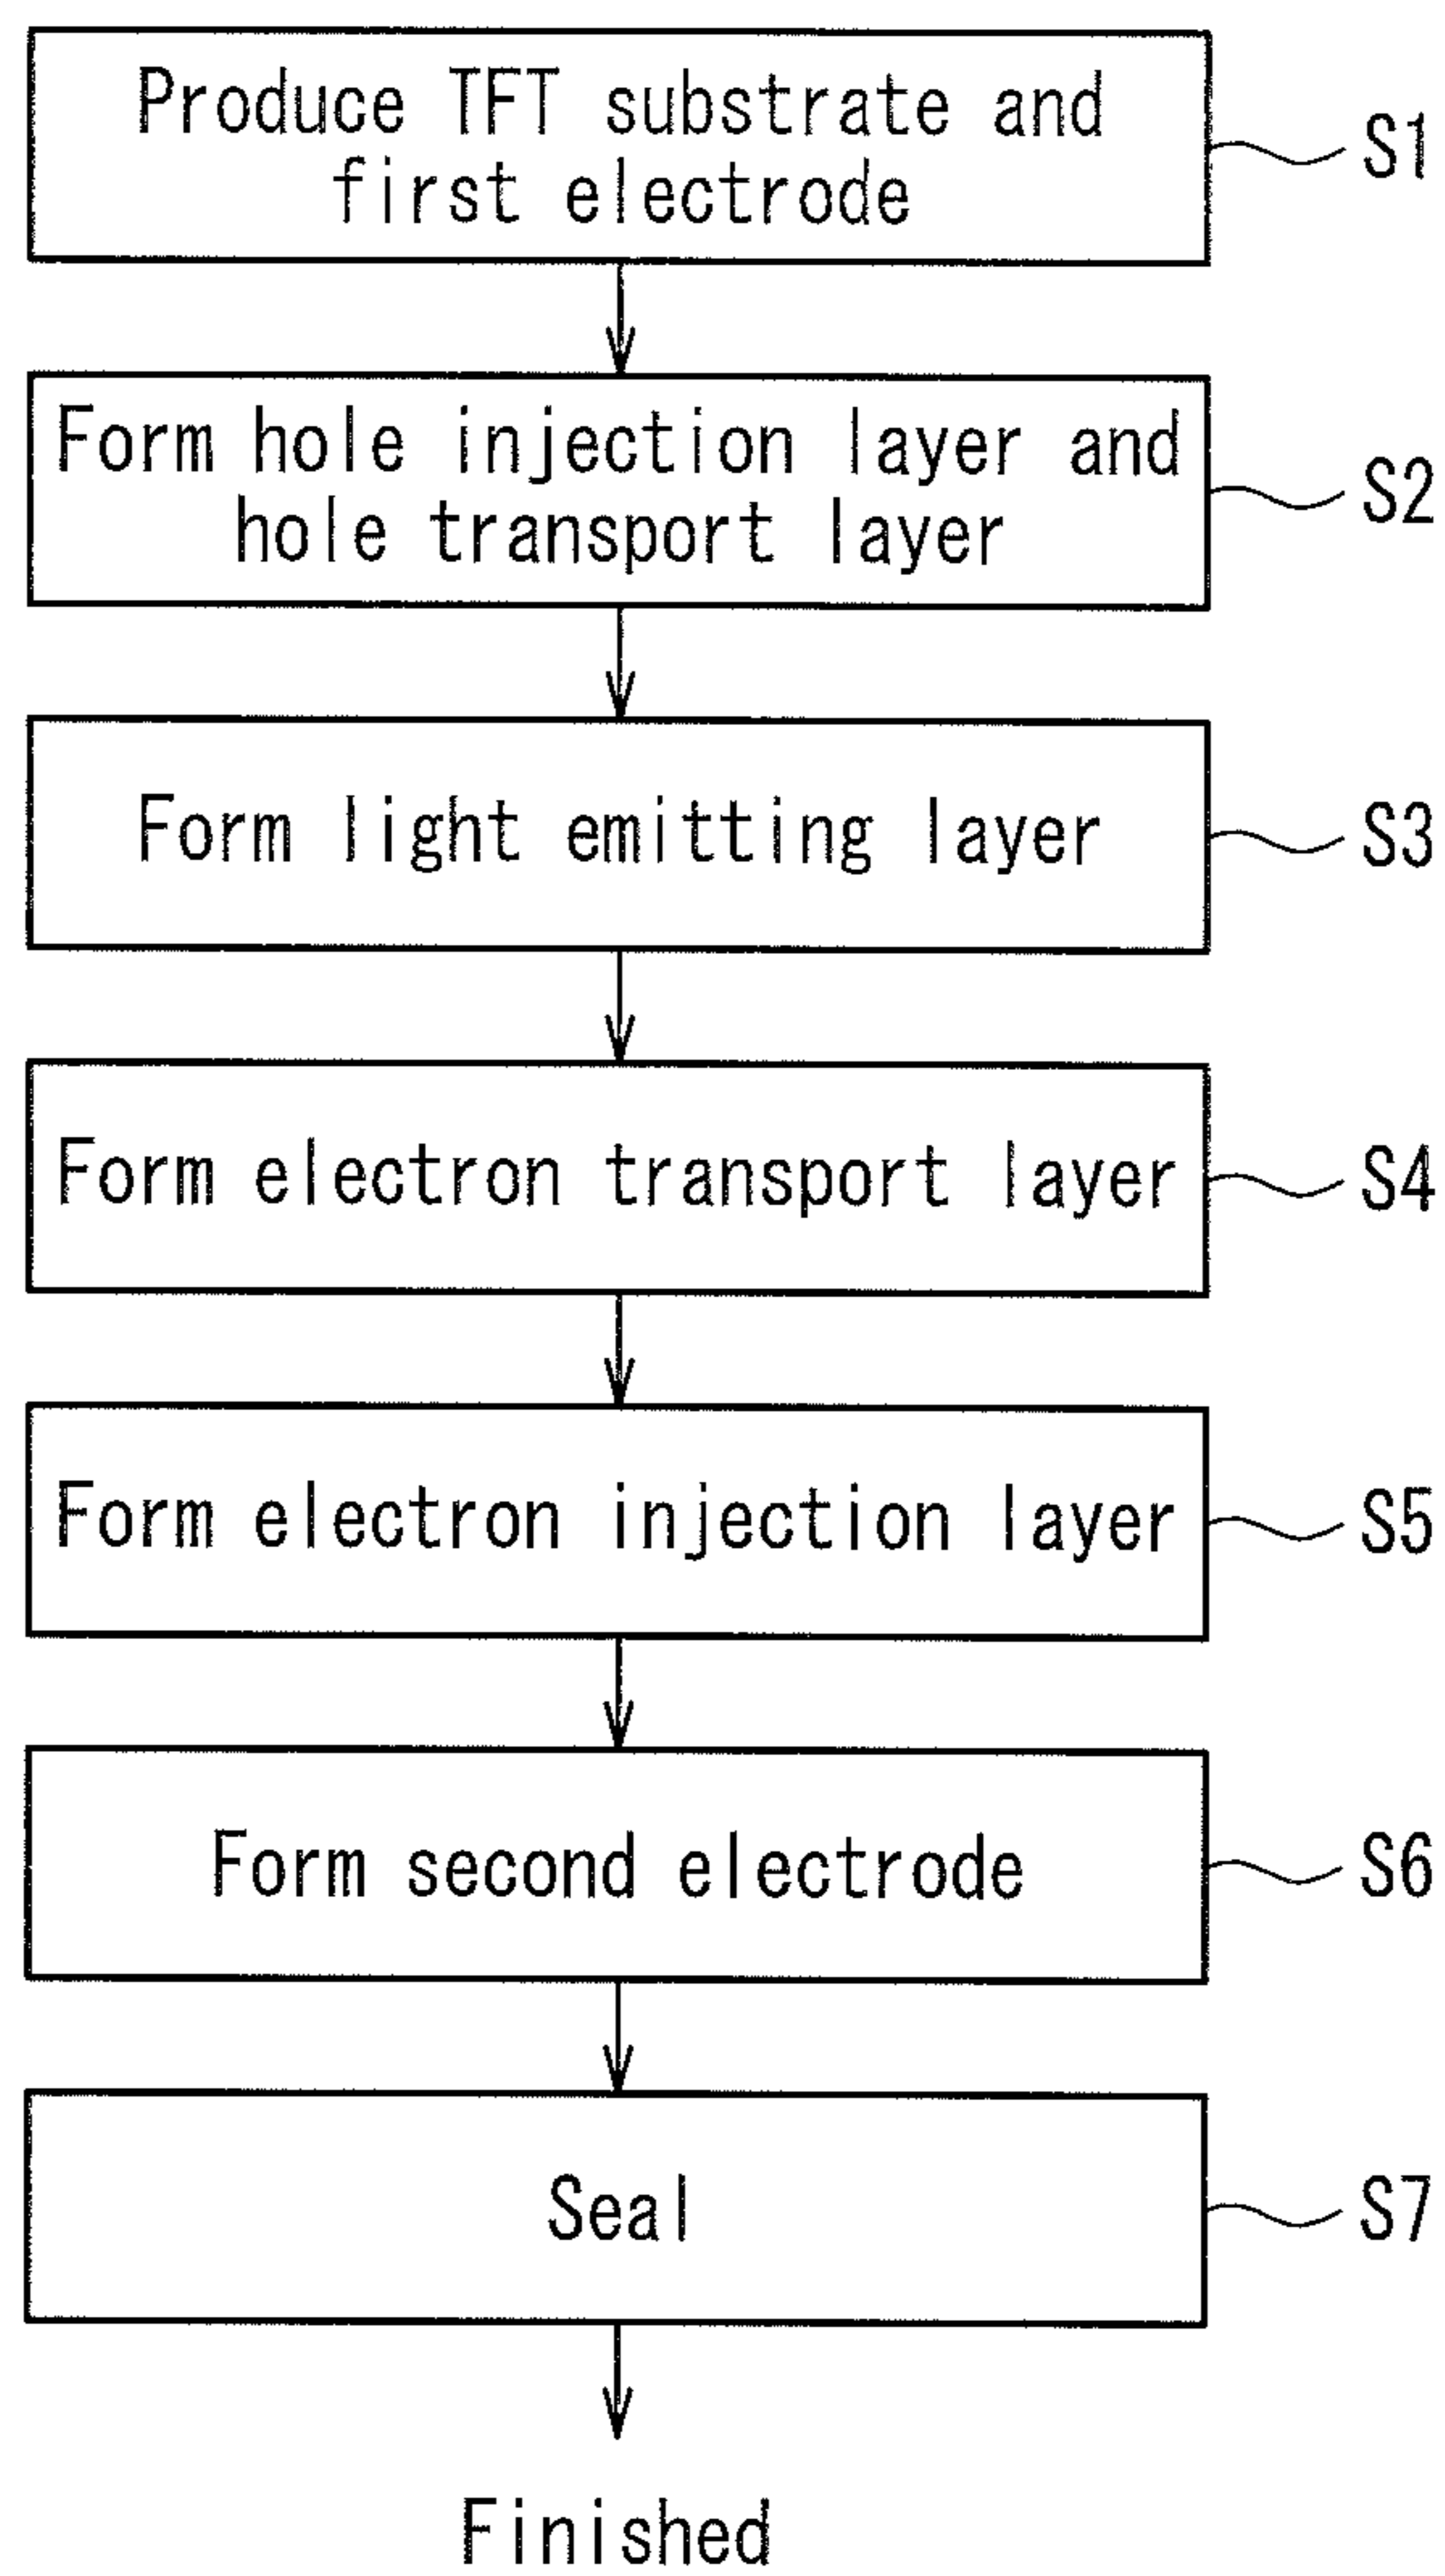 Produce TFT substrate and
first electrode
S1
Form hole injection layer and
hole transport layer
S2
Form light emitting layer
S3
Form electron transport layer
S4
Form electron injection layer
S5
Form second electrode
S6
Seal
S7
Finished